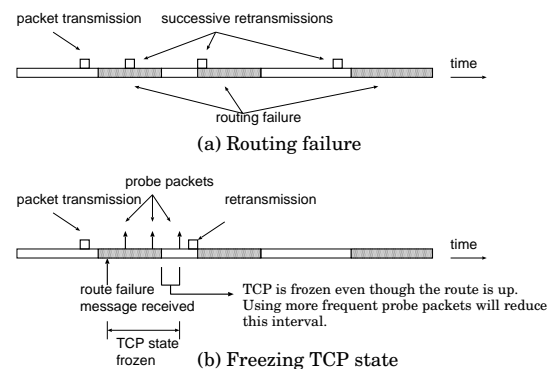 packet transmission
successive retransmissions
time
routing failure
(a) Routing failure
probe packets
packet transmission
retransmission
time
route failure
message received
TCP is frozen even though the route is up.
Using more frequent probe packets will reduce
this interval.
TCP state
frozen
(b) Freezing TCP state